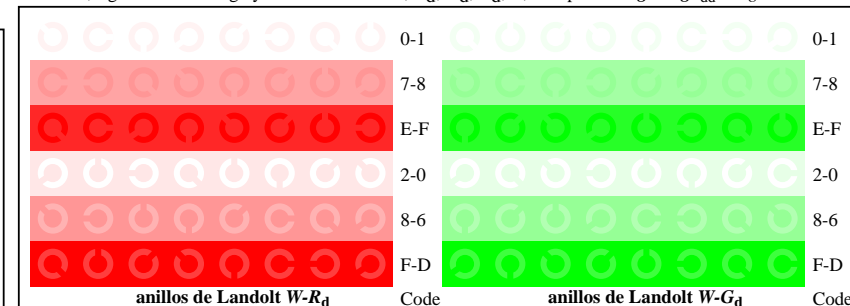 0-1 0-1
7-8 7-8
E-F E-F
2-0 2-0
8-6 8-6
F-D F-D
anillos de Landolt W-Rd Code anillos de Landolt W-Gd Code